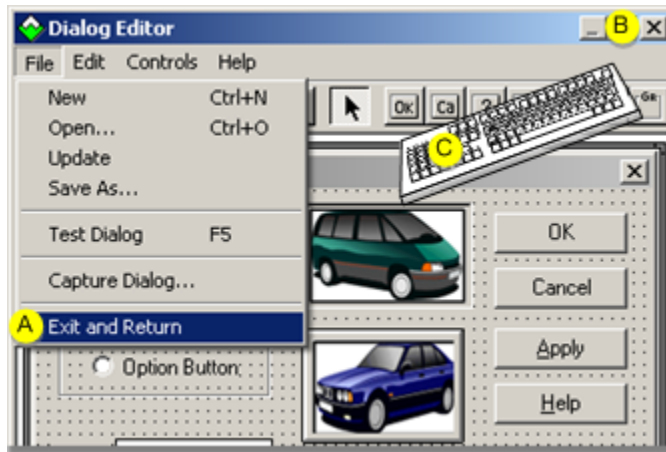 Dialog Editor
B
File Edit Controls Help
New Ctrl+N
Open... Ctrl+O
Update
Save As...
Test Dialog F5
Capture Dialog...
A Exit and Return
OK Ca ?
C
OK
Cancel
Apply
Help
Option Button: